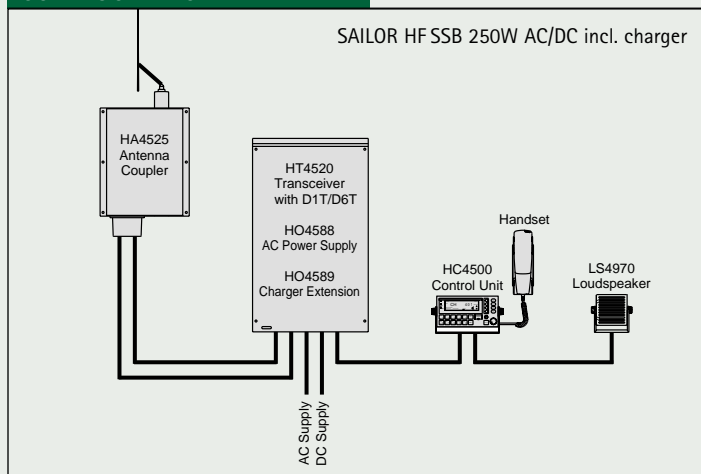 SAILOR HF SSB 250W AC/DC incl. charger
HA4525
Antenna
Coupler
HT4520
Transceiver
with D1T/D6T
HO4588
AC Power Supply
HO4589
Charger Extension
Handset
HC4500
Control Unit
LS4970
Loudspeaker
AC Supply
DC Supply